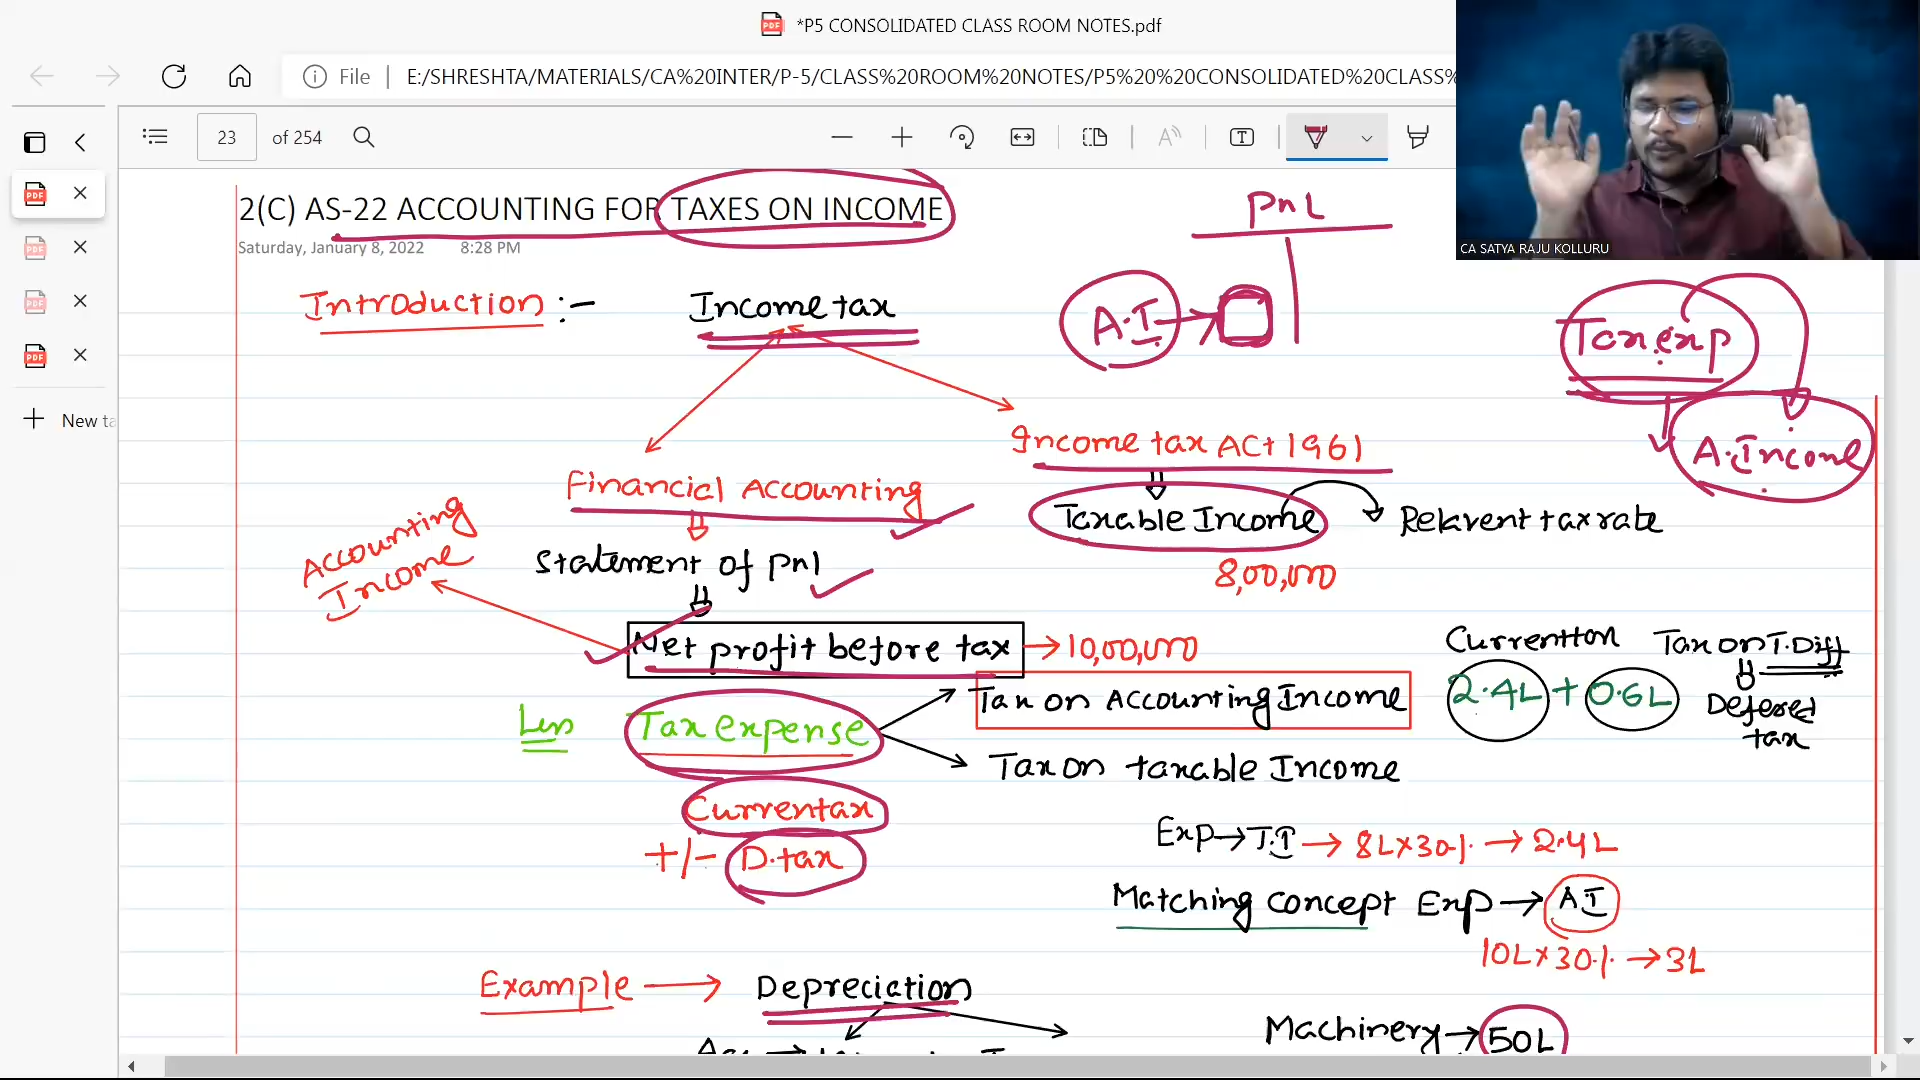 *P5 CONSOLIDATED CLASS ROOM NOTES.pdf
File E:/SHRESHTA/MATERIALS/CA%20INTER/P-5/CLASS%20ROOM%20NOTES/P5%20%20CONSOLIDATED%20CLASS%
23 of 254
New ta
CA SATYA RAJU KOLLURU
2(C) AS-22 ACCOUNTING FOR TAXES ON INCOME
Saturday, January 8, 2022 8:28 PM
PnL
Introduction :- Income tax
A.I
Tax exp
A.Income
Income tax ACt 1961
Financial Accounting
Taxable Income Relavent tax rate
Accounting Income
Statement of pnl
8,00,000
Net profit before tax 10,00,000
Current tax Tax on T.Diff
Less Tax expense Tax on Accounting Income 2.4L + 0.6L Defered tax
Tax on taxable Income
Current tax
+/- D.tax
Exp → T.I → 8L x 30% → 2.4L
Matching concept Exp → A I
10L x 30% → 3L
Example Depreciation
Machinery → 50L